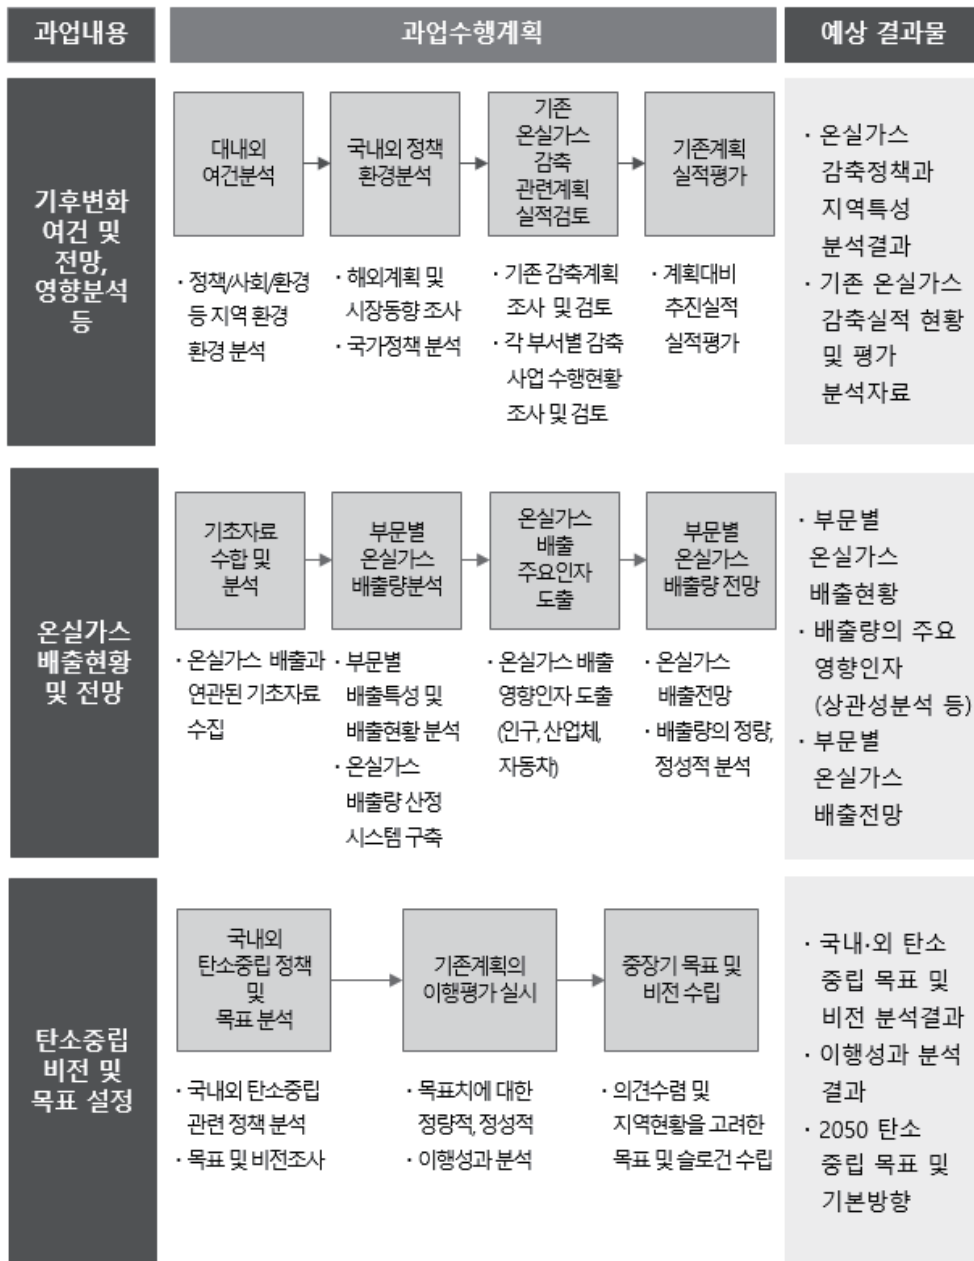 과업내용
과업수행계획
예상 결과물
기후변화
여건 및
전망,
영향분석
등
대내외
여건분석
국내외 정책
환경분석
기존
온실가스
감축
관련계획
실적검토
기존계획
실적평가
· 정책/사회/환경
등 지역 환경
환경 분석
· 해외계획 및
시장동향 조사
· 국가정책 분석
· 기존 감축계획
조사 및 검토
· 각 부서별 감축
사업 수행현황
조사 및 검토
· 계획대비
추진실적
실적평가
· 온실가스
감축정책과
지역특성
분석결과
· 기존 온실가스
감축실적 현황
및 평가
분석자료
온실가스
배출현황
및 전망
기초자료
수합 및
분석
부문별
온실가스
배출량분석
온실가스
배출
주요인자
도출
부문별
온실가스
배출량 전망
· 온실가스 배출과
연관된 기초자료
수집
· 부문별
배출특성 및
배출현황 분석
· 온실가스
배출량 산정
시스템 구축
· 온실가스 배출
영향인자 도출
(인구, 산업체,
자동차)
· 온실가스
배출전망
· 배출량의 정량,
정성적 분석
· 부문별
온실가스
배출현황
· 배출량의 주요
영향인자
(상관성분석 등)
· 부문별
온실가스
배출전망
탄소중립
비전 및
목표 설정
국내외
탄소중립 정책
및
목표 분석
기존계획의
이행평가 실시
중장기 목표 및
비전 수립
· 국내외 탄소중립
관련 정책 분석
· 목표 및 비전조사
· 목표치에 대한
정량적, 정성적
· 이행성과 분석
· 의견수렴 및
지역현황을 고려한
목표 및 슬로건 수립
· 국내·외 탄소
중립 목표 및
비전 분석결과
· 이행성과 분석
결과
· 2050 탄소
중립 목표 및
기본방향